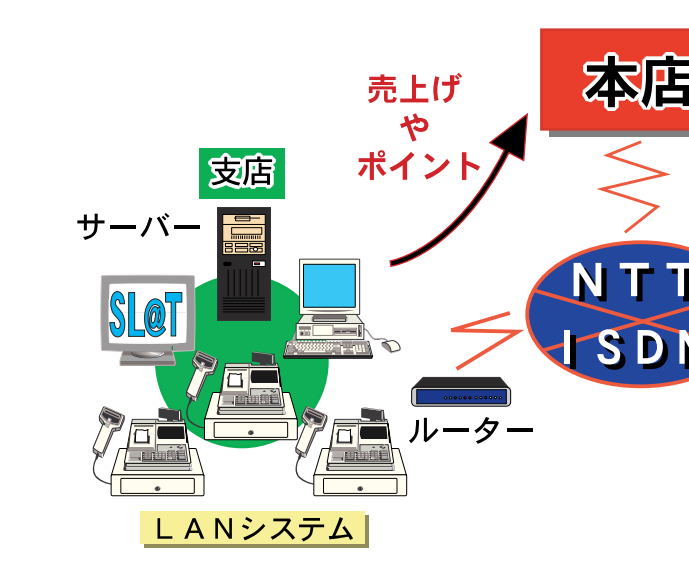 本店
売上げ
や
ポイント
支店
サーバー
SL@T
NTT
ISDN
ルーター
LANシステム